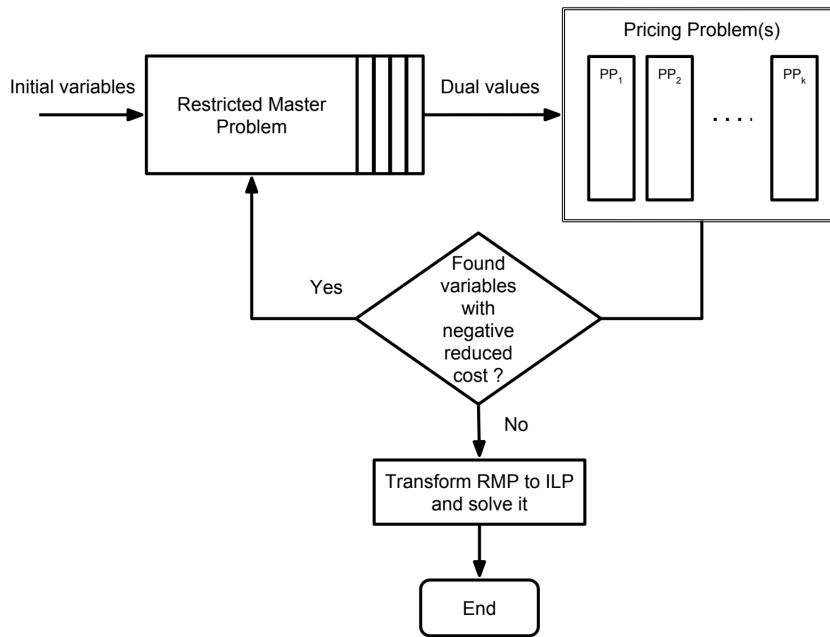 Initial variables
Restricted Master
Problem
Dual values
Pricing Problem(s)
PP1
PP2
. . . .
PPk
Found
variables
with
negative
reduced
cost ?
Yes
No
Transform RMP to ILP
and solve it
End